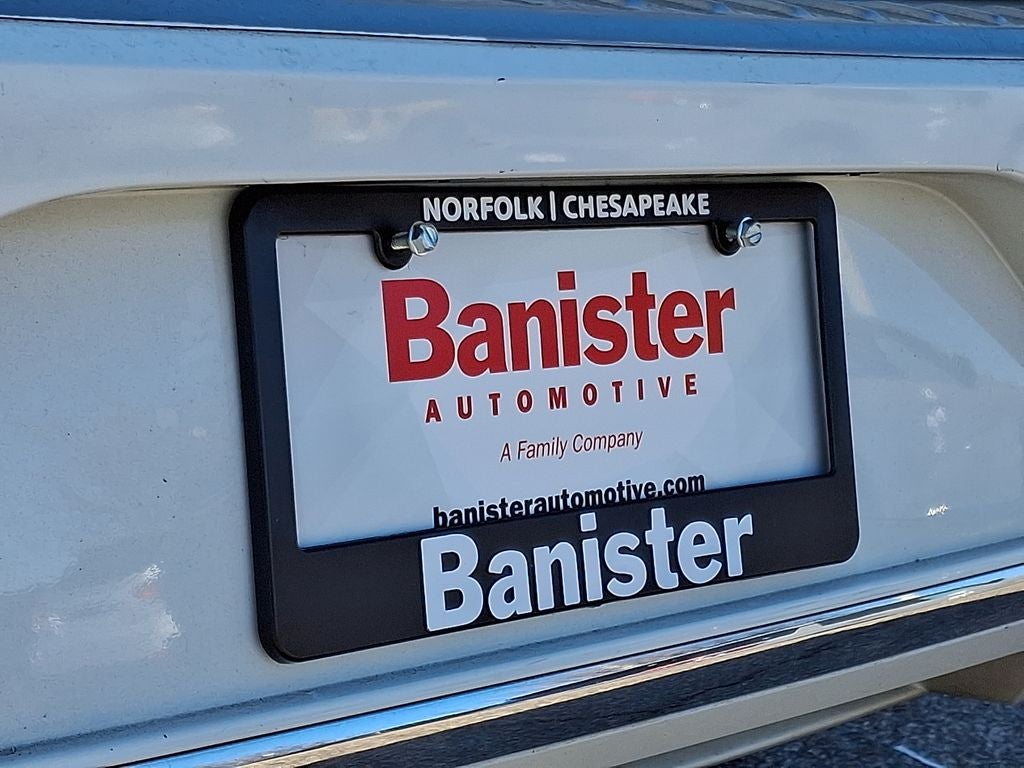 NORFOLK | CHESAPEAKE
Banister
AUTOMOTIVE
A Family Company
banisterautomotive.com
Banister